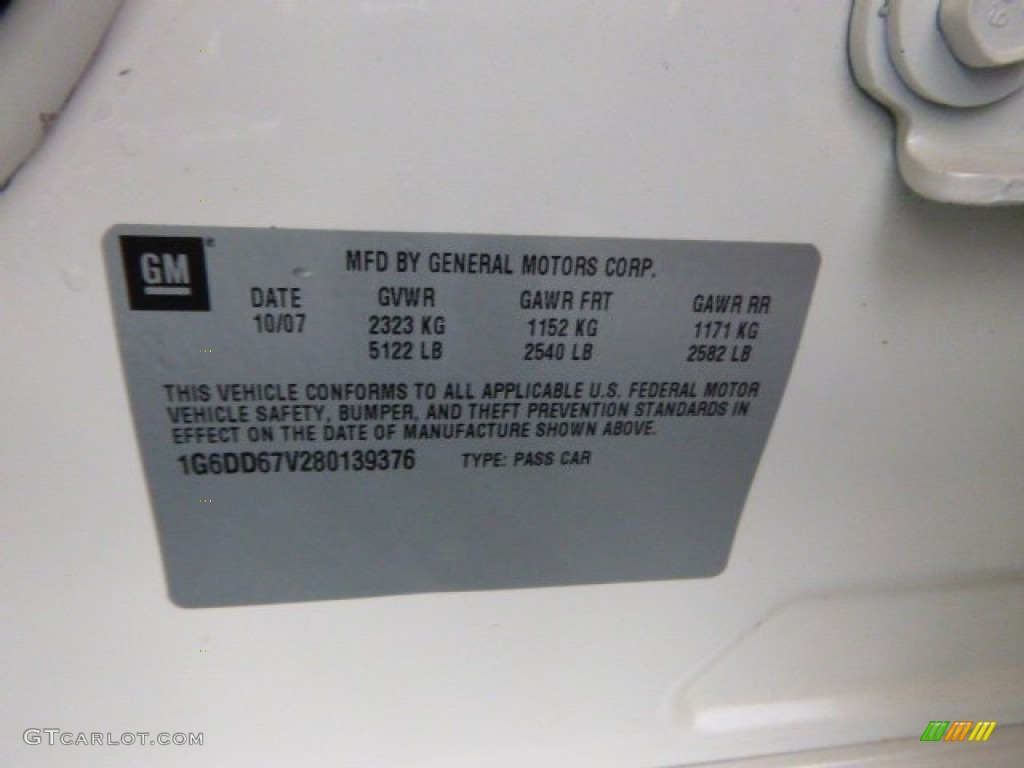 GM®
MFD BY GENERAL MOTORS CORP.
DATE GVWR GAWR FRT GAWR RR
10/07 2323 KG 1152 KG 1171 KG
5122 LB 2540 LB 2582 LB
THIS VEHICLE CONFORMS TO ALL APPLICABLE U.S. FEDERAL MOTOR
VEHICLE SAFETY, BUMPER, AND THEFT PREVENTION STANDARDS IN
EFFECT ON THE DATE OF MANUFACTURE SHOWN ABOVE.
1G6DD67V280139376 TYPE: PASS CAR
GTCARLOT.COM